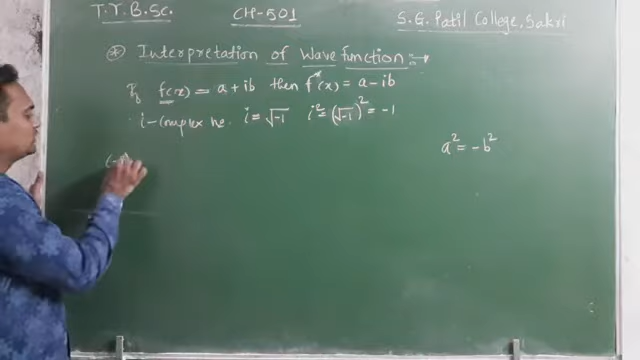 T.Y.B.Sc. CH-501 S.G. Patil College, Sakri
Interpretation of Wave function :→
If f(x) = a + ib then f*(x) = a - ib
i - complex no. i = √-1 i² = (√-1)² = -1
a² = -b²